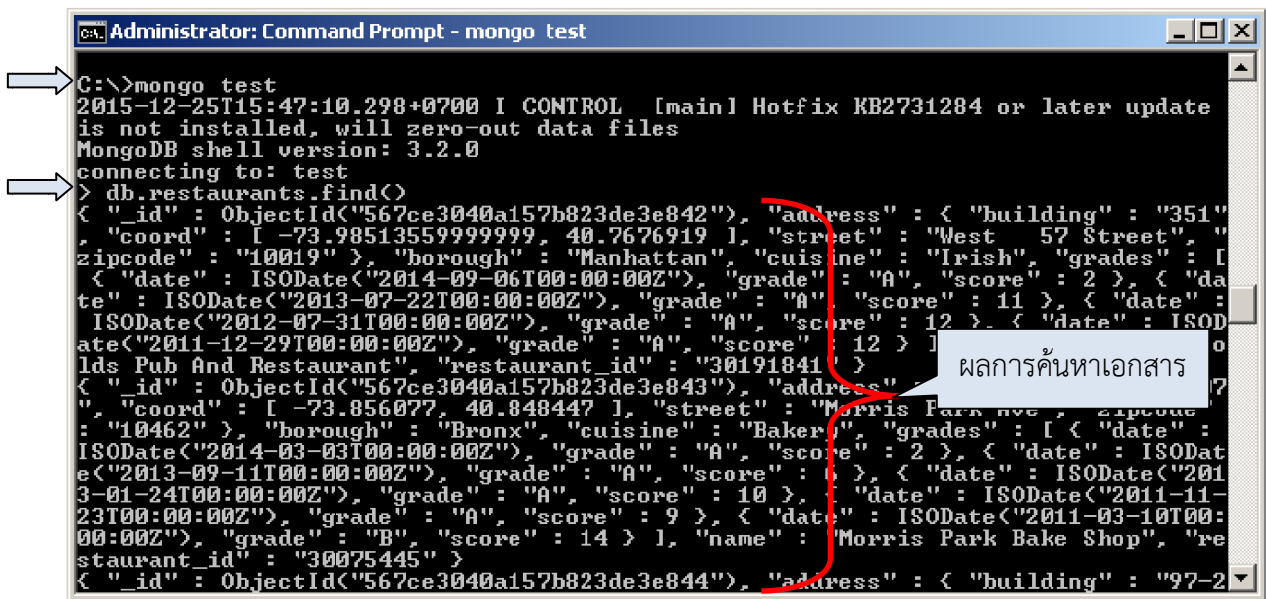 Administrator: Command Prompt - mongo test
C:\>mongo test
2015-12-25T15:47:10.298+0700 I CONTROL  [main] Hotfix KB2731284 or later update
is not installed, will zero-out data files
MongoDB shell version: 3.2.0
connecting to: test
> db.restaurants.find()
{ "_id" : ObjectId("567ce3040a157b823de3e842"), "address" : { "building" : "351"
, "coord" : [ -73.98513559999999, 40.7676919 ], "street" : "West   57 Street", "
zipcode" : "10019" }, "borough" : "Manhattan", "cuisine" : "Irish", "grades" : [
 { "date" : ISODate("2014-09-06T00:00:00Z"), "grade" : "A", "score" : 2 }, { "da
te" : ISODate("2013-07-22T00:00:00Z"), "grade" : "A", "score" : 11 }, { "date" :
 ISODate("2012-07-31T00:00:00Z"), "grade" : "A", "score" : 12 }, { "date" : ISOD
ate("2011-12-29T00:00:00Z"), "grade" : "A", "score" : 12 } ]
lds Pub And Restaurant", "restaurant_id" : "30191841" }
ผลการค้นหาเอกสาร
{ "_id" : ObjectId("567ce3040a157b823de3e843"), "address" :
", "coord" : [ -73.856077, 40.848447 ], "street" : "Morris Park Ave", "zipcode"
: "10462" }, "borough" : "Bronx", "cuisine" : "Bakery", "grades" : [ { "date" :
ISODate("2014-03-03T00:00:00Z"), "grade" : "A", "score" : 2 }, { "date" : ISODat
e("2013-09-11T00:00:00Z"), "grade" : "A", "score" : 6 }, { "date" : ISODate("201
3-01-24T00:00:00Z"), "grade" : "A", "score" : 10 }, { "date" : ISODate("2011-11-
23T00:00:00Z"), "grade" : "A", "score" : 9 }, { "date" : ISODate("2011-03-10T00:
00:00Z"), "grade" : "B", "score" : 14 } ], "name" : "Morris Park Bake Shop", "re
staurant_id" : "30075445" }
{ "_id" : ObjectId("567ce3040a157b823de3e844"), "address" : { "building" : "97-2